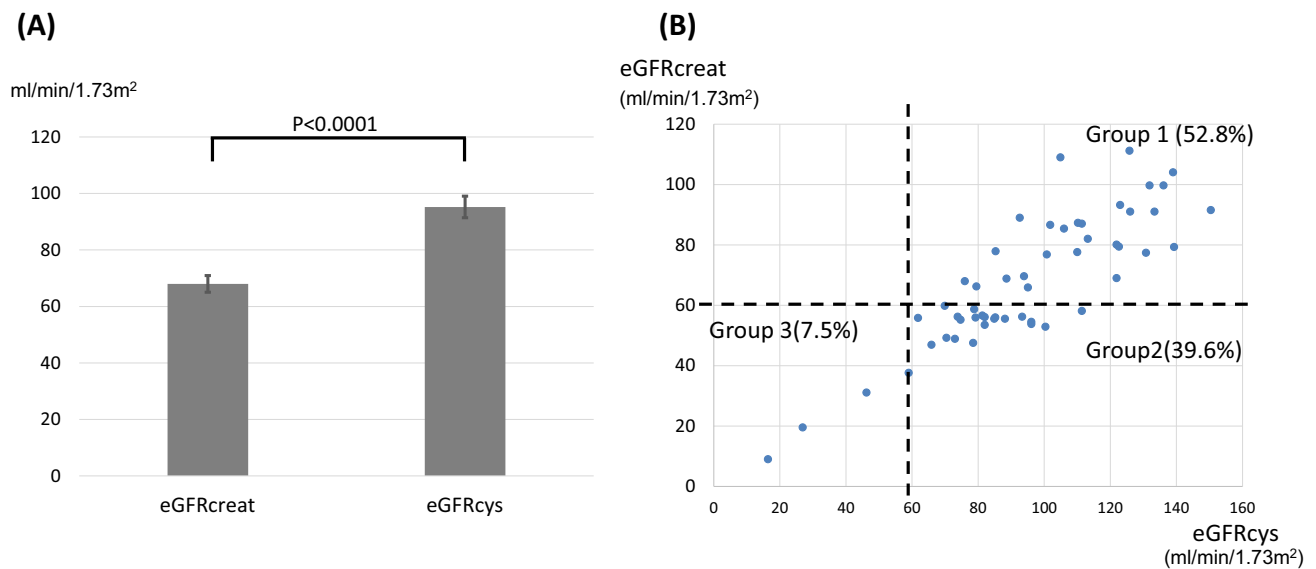 (A)
ml/min/1.73m²
P<0.0001
120
100
80
60
40
20
0
eGFRcreat
eGFRcys
(B)
eGFRcreat
(ml/min/1.73m²)
120
100
80
60
40
20
0
Group 1 (52.8%)
Group 3(7.5%)
Group2(39.6%)
0 20 40 60 80 100 120 140 160
eGFRcys
(ml/min/1.73m²)